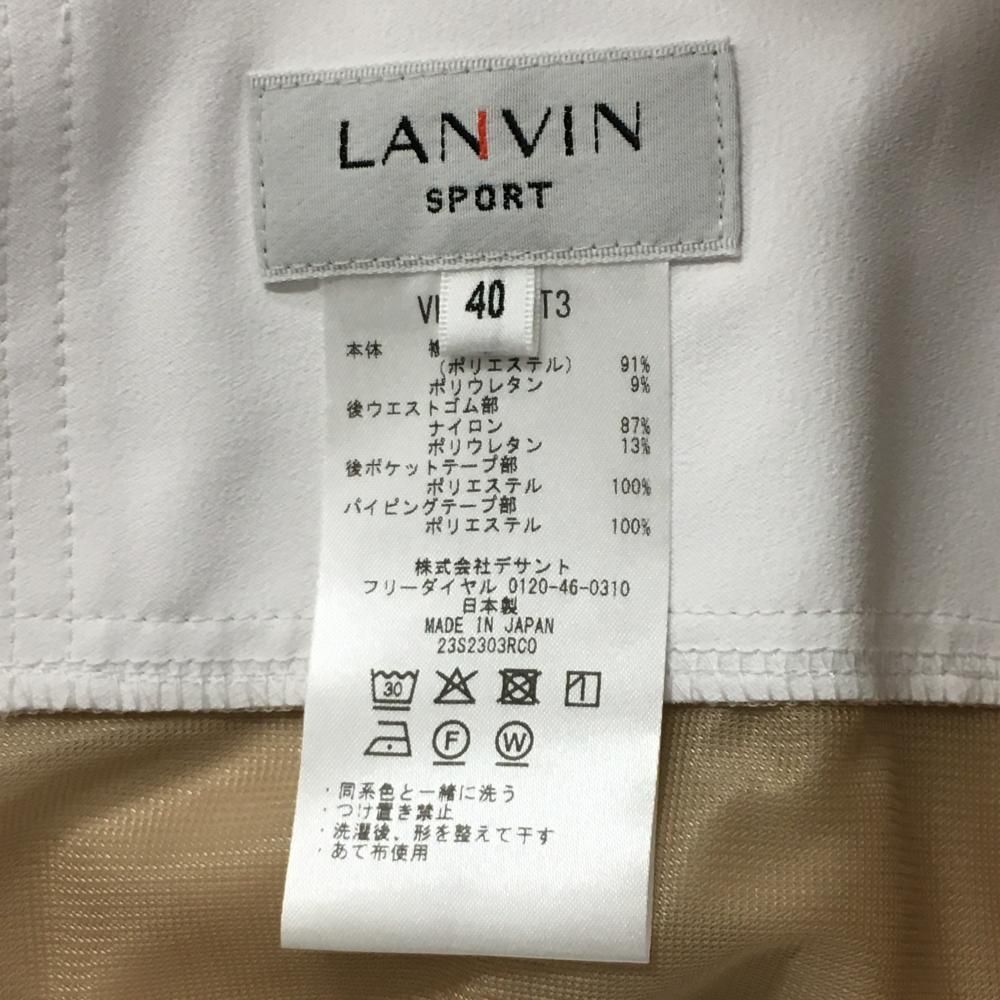 LANVIN
SPORT
40
T3
本体
(ポリエステル) 91%
ポリウレタン 9%
後ウエストゴム部
ナイロン 87%
ポリウレタン 13%
後ポケットテープ部
ポリエステル 100%
パイピングテープ部
ポリエステル 100%
株式会社デサント
フリーダイヤル 0120-46-0310
日本製
MADE IN JAPAN
23S2303RCO
30
F W
・同系色と一緒に洗う
・つけ置き禁止
・洗濯後、形を整えて干す
・あて布使用